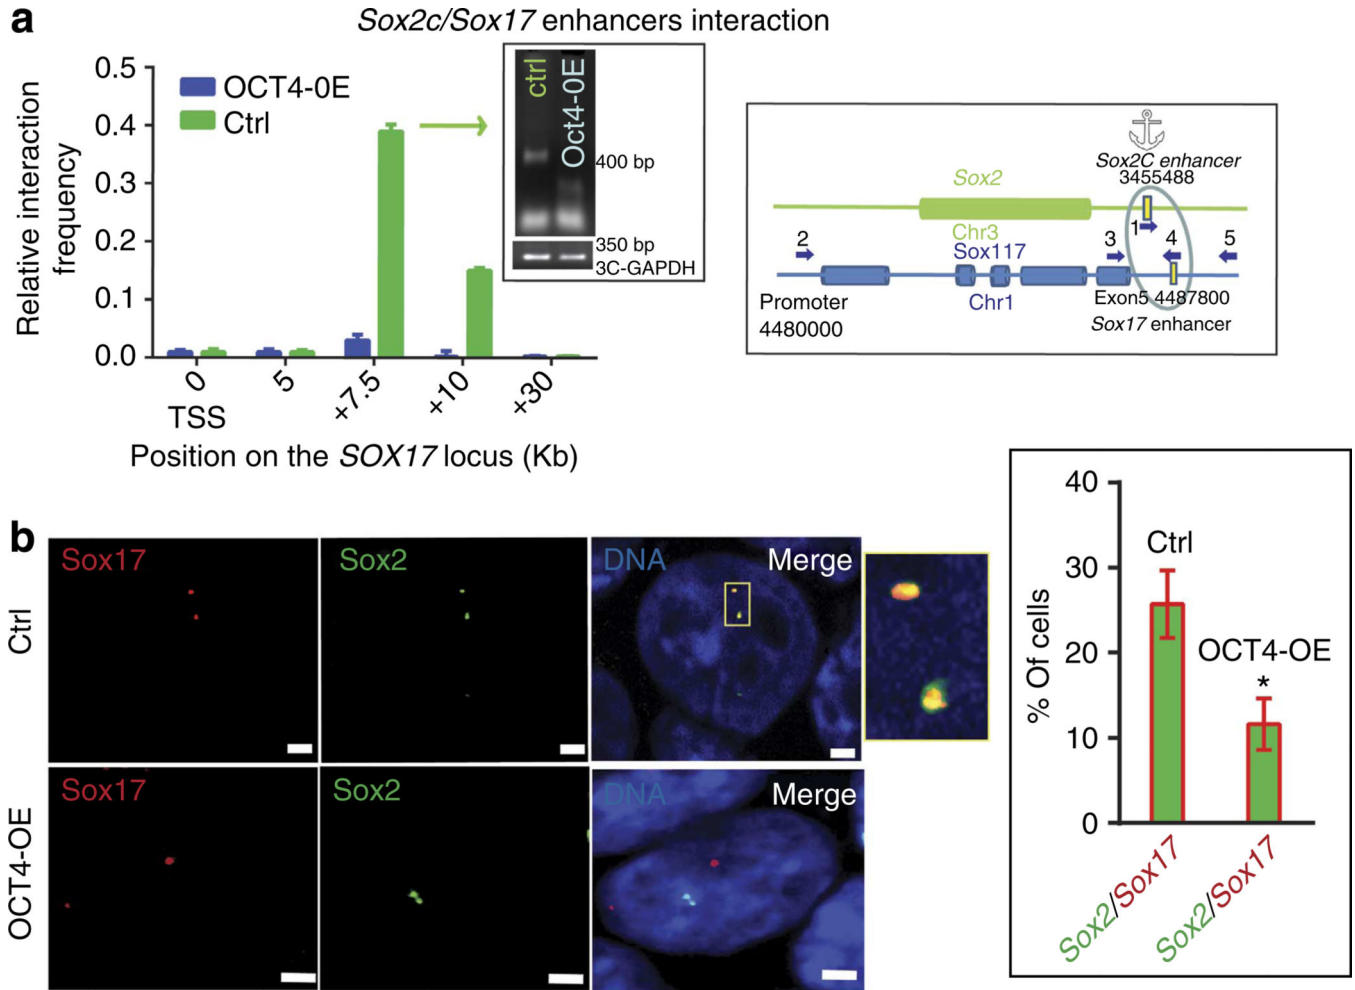 a
Sox2c/Sox17 enhancers interaction
Relative interaction
frequency
0.5
0.4
0.3
0.2
0.1
0.0
OCT4-0E
Ctrl
ctrl
Oct4-0E
400 bp
350 bp
3C-GAPDH
0
5
+7.5
+10
+30
TSS
Position on the SOX17 locus (Kb)
Sox2C enhancer
3455488
Sox2
1
Chr3
2
Sox117
3
4
5
Promoter
4480000
Chr1
Exon5 4487800
Sox17 enhancer
b
Ctrl
Sox17
Sox2
DNA
Merge
OCT4-OE
Sox17
Sox2
DNA
Merge
% Of cells
40
30
20
10
0
Ctrl
OCT4-OE
*
Sox2/Sox17
Sox2/Sox17